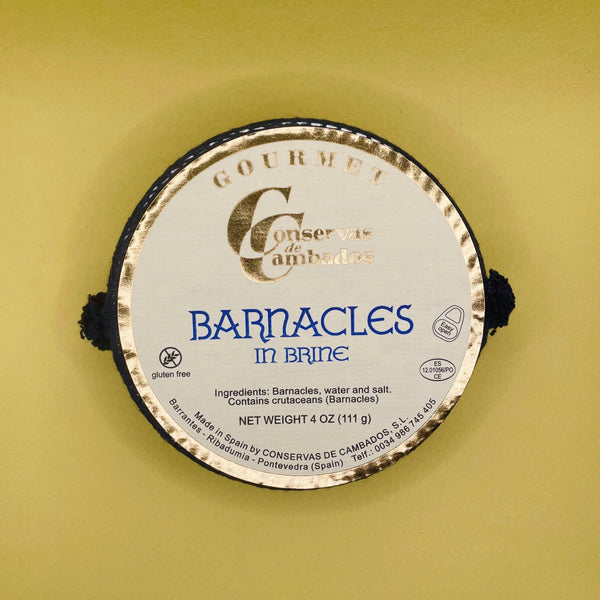 GOURMET
Conservas
de
Cambados
BARNACLES
IN BRINE
Easy
open
gluten free
ES
12.01056/PO
CE
Ingredients: Barnacles, water and salt.
Contains crutaceans (Barnacles)
NET WEIGHT 4 OZ (111 g)
Made in Spain by CONSERVAS DE CAMBADOS, S.L.
Barrantes - Ribadumia - Pontevedra (Spain) Telf.: 0034 986 745 405